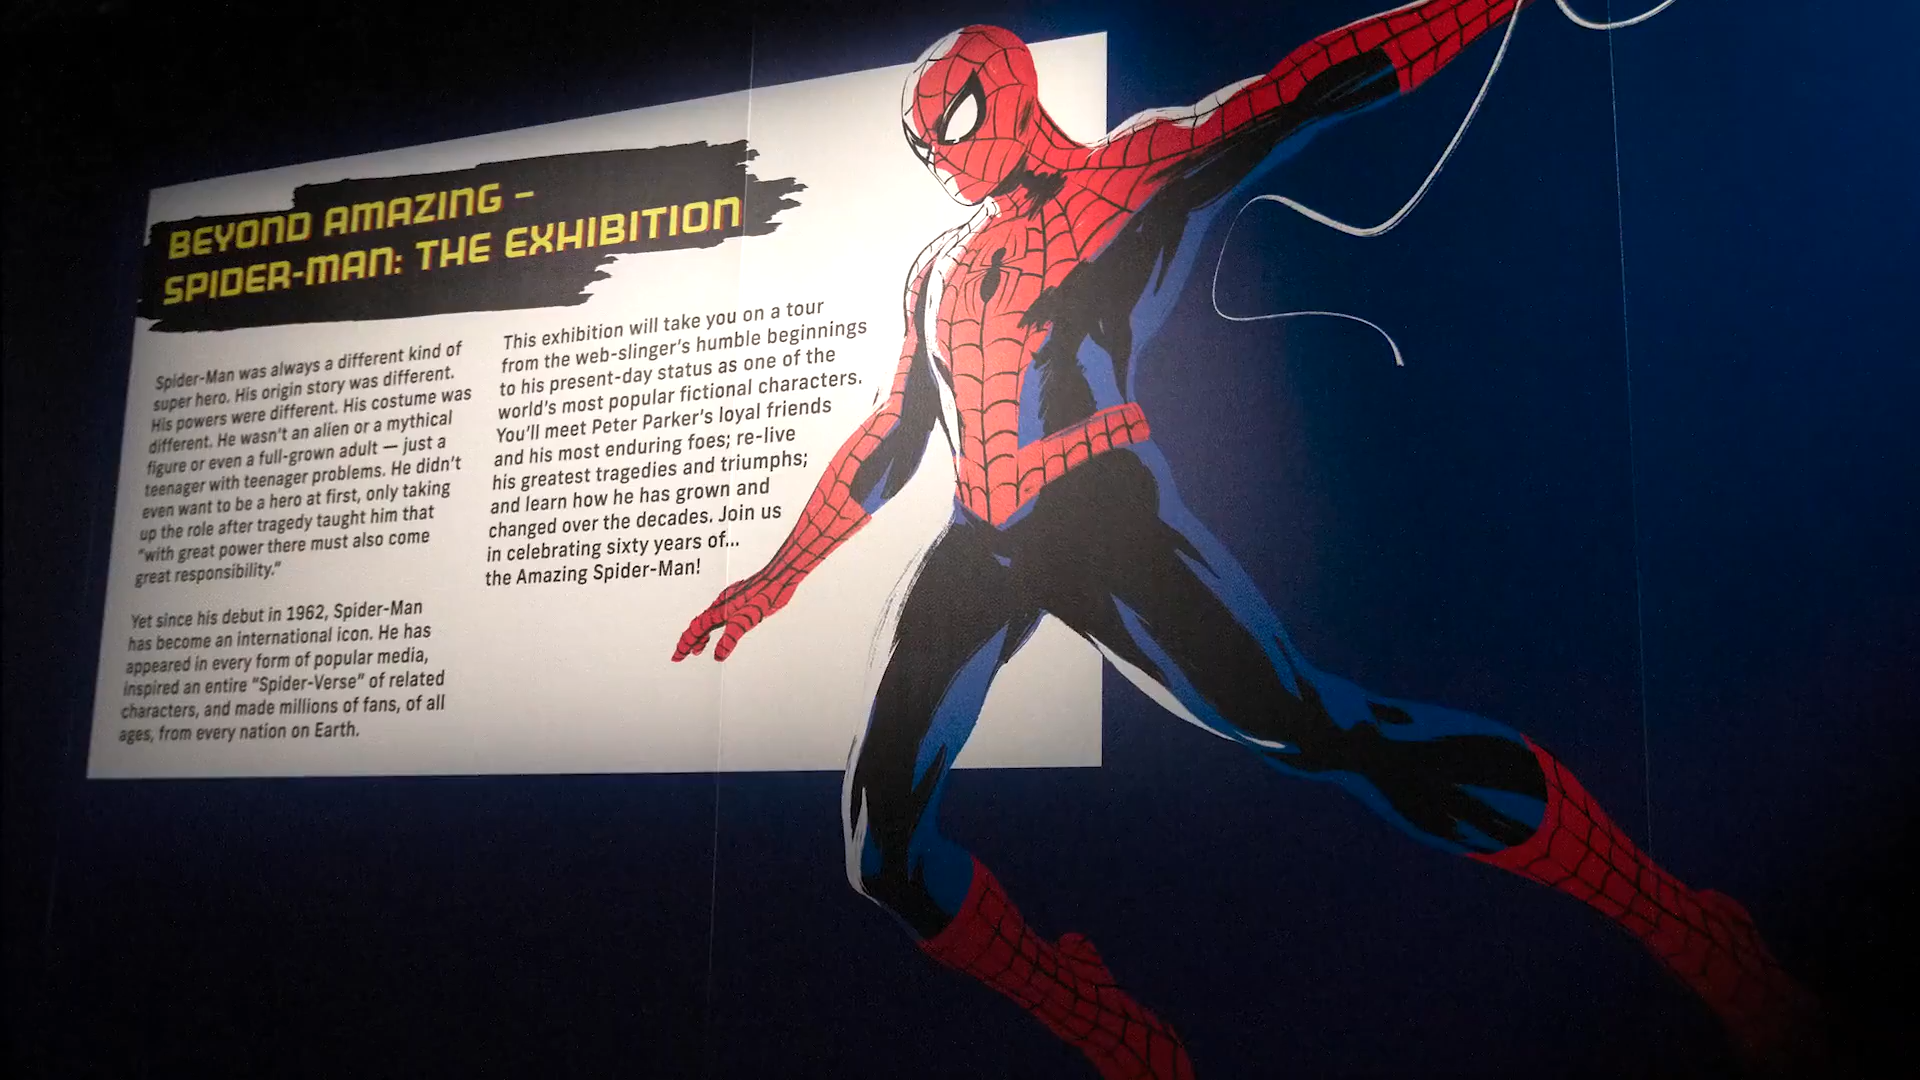 BEYOND AMAZING –
SPIDER-MAN: THE EXHIBITION
Spider-Man was always a different kind of
super hero. His origin story was different.
His powers were different. His costume was
different. He wasn't an alien or a mythical
figure or even a full-grown adult — just a
teenager with teenager problems. He didn't
even want to be a hero at first, only taking
up the role after tragedy taught him that
"with great power there must also come
great responsibility."
Yet since his debut in 1962, Spider-Man
has become an international icon. He has
appeared in every form of popular media,
inspired an entire "Spider-Verse" of related
characters, and made millions of fans, of all
ages, from every nation on Earth.
This exhibition will take you on a tour
from the web-slinger's humble beginnings
to his present-day status as one of the
world's most popular fictional characters.
You'll meet Peter Parker's loyal friends
and his most enduring foes; re-live
his greatest tragedies and triumphs;
and learn how he has grown and
changed over the decades. Join us
in celebrating sixty years of...
the Amazing Spider-Man!